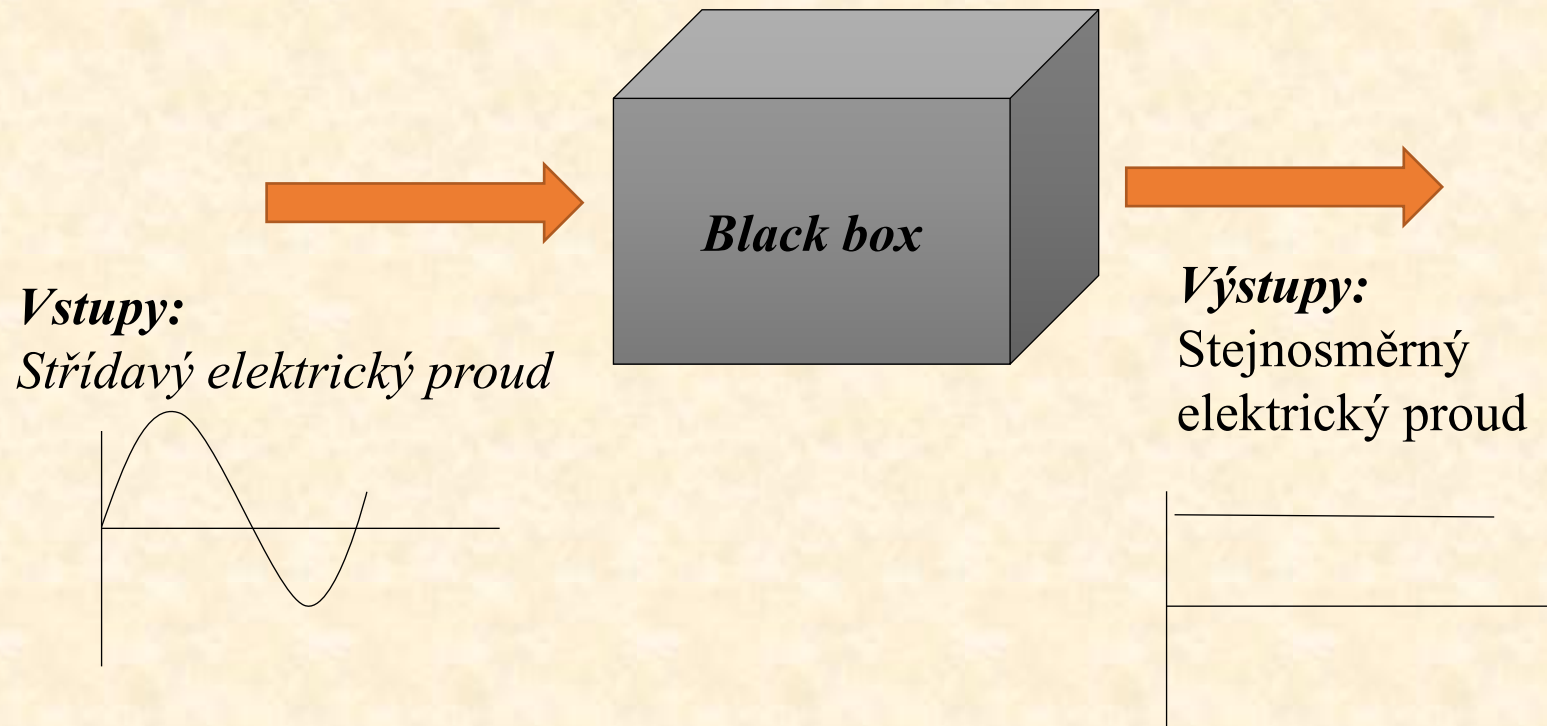 Black box
Vstupy:
Střídavý elektrický proud
Výstupy:
Stejnosměrný
elektrický proud